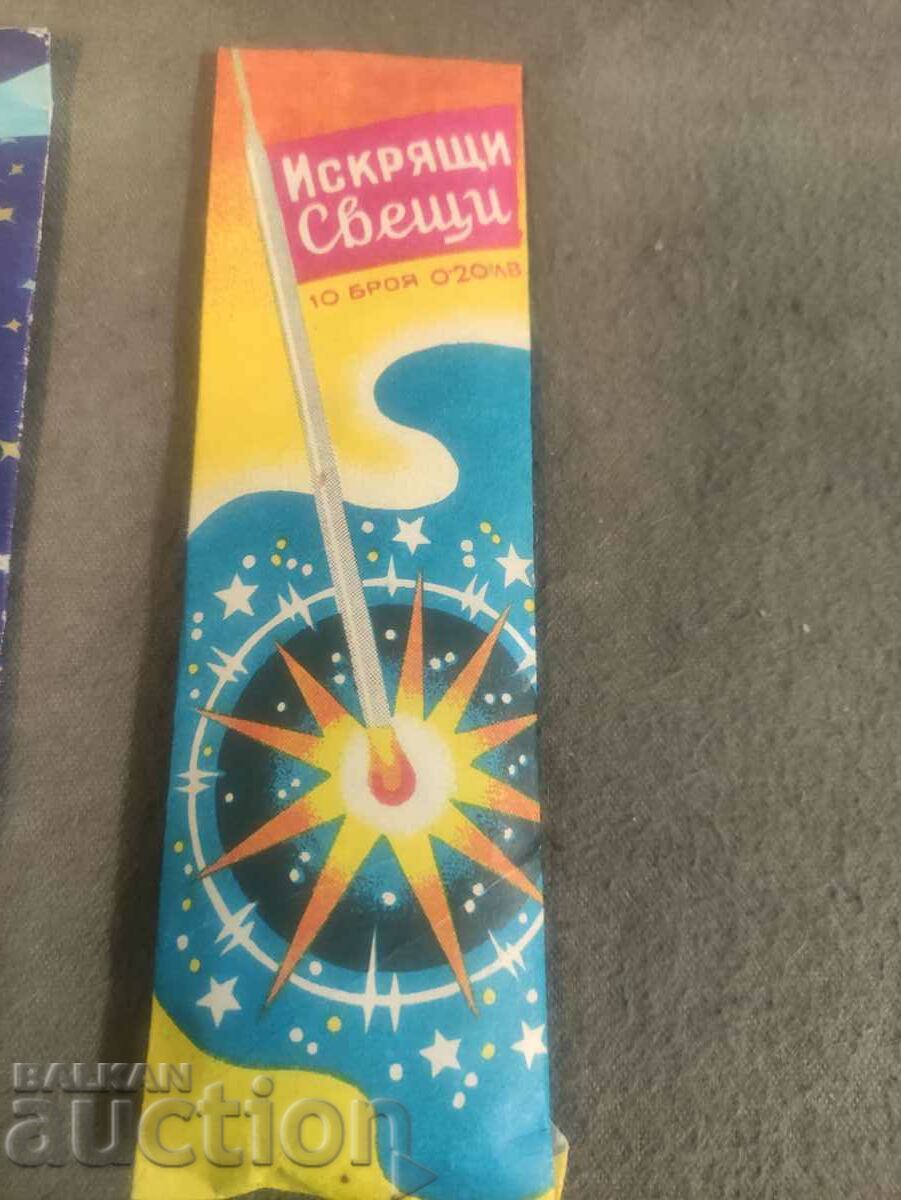 Искрящи
Свещи
10 БРОЯ 0.20 ЛВ
BALKAN
auction